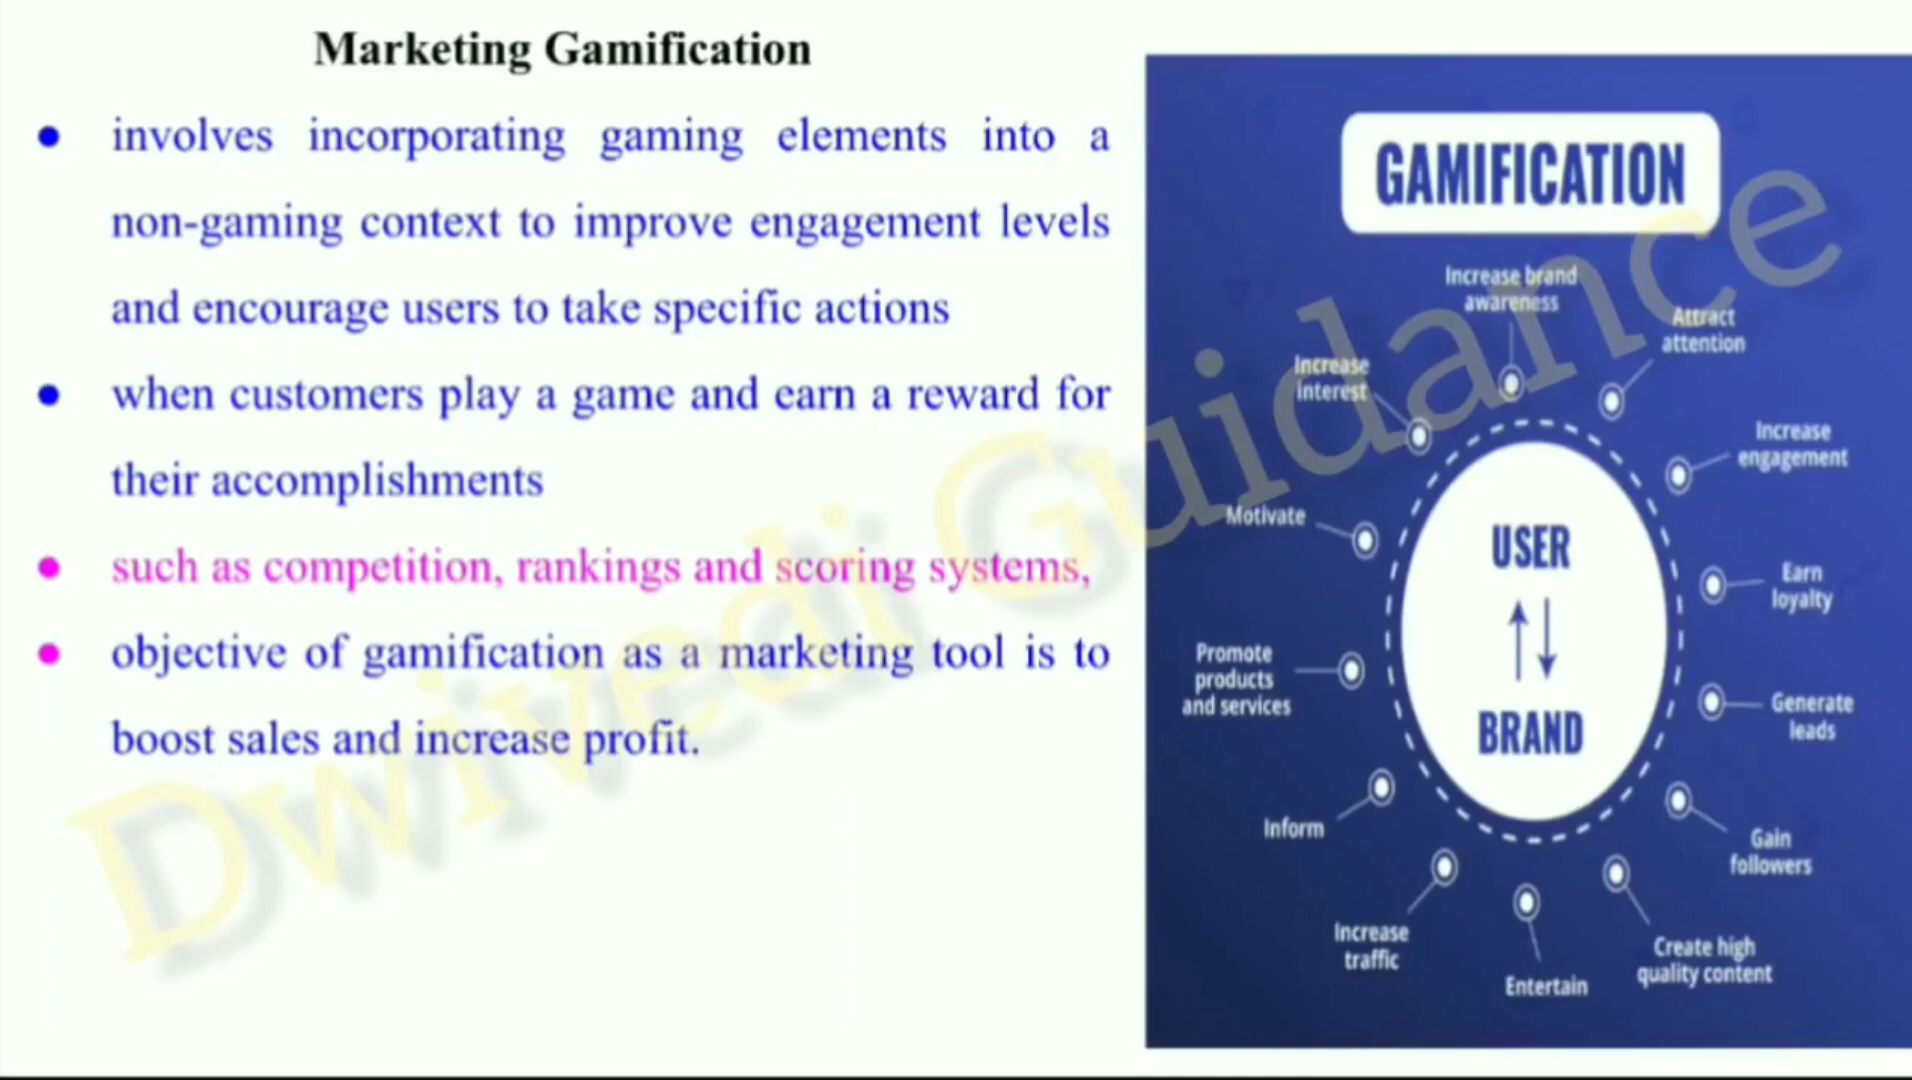 Marketing Gamification
● involves incorporating gaming elements into a
non-gaming context to improve engagement levels
and encourage users to take specific actions
● when customers play a game and earn a reward for
their accomplishments
● such as competition, rankings and scoring systems,
● objective of gamification as a marketing tool is to
boost sales and increase profit.
GAMIFICATION
Increase brand
awareness
Attract
attention
Increase
engagement
Earn
loyalty
Generate
leads
Gain
followers
Create high
quality content
Entertain
Increase
traffic
Inform
Promote
products
and services
Motivate
Increase
interest
USER
BRAND
Dwivedi Guidance